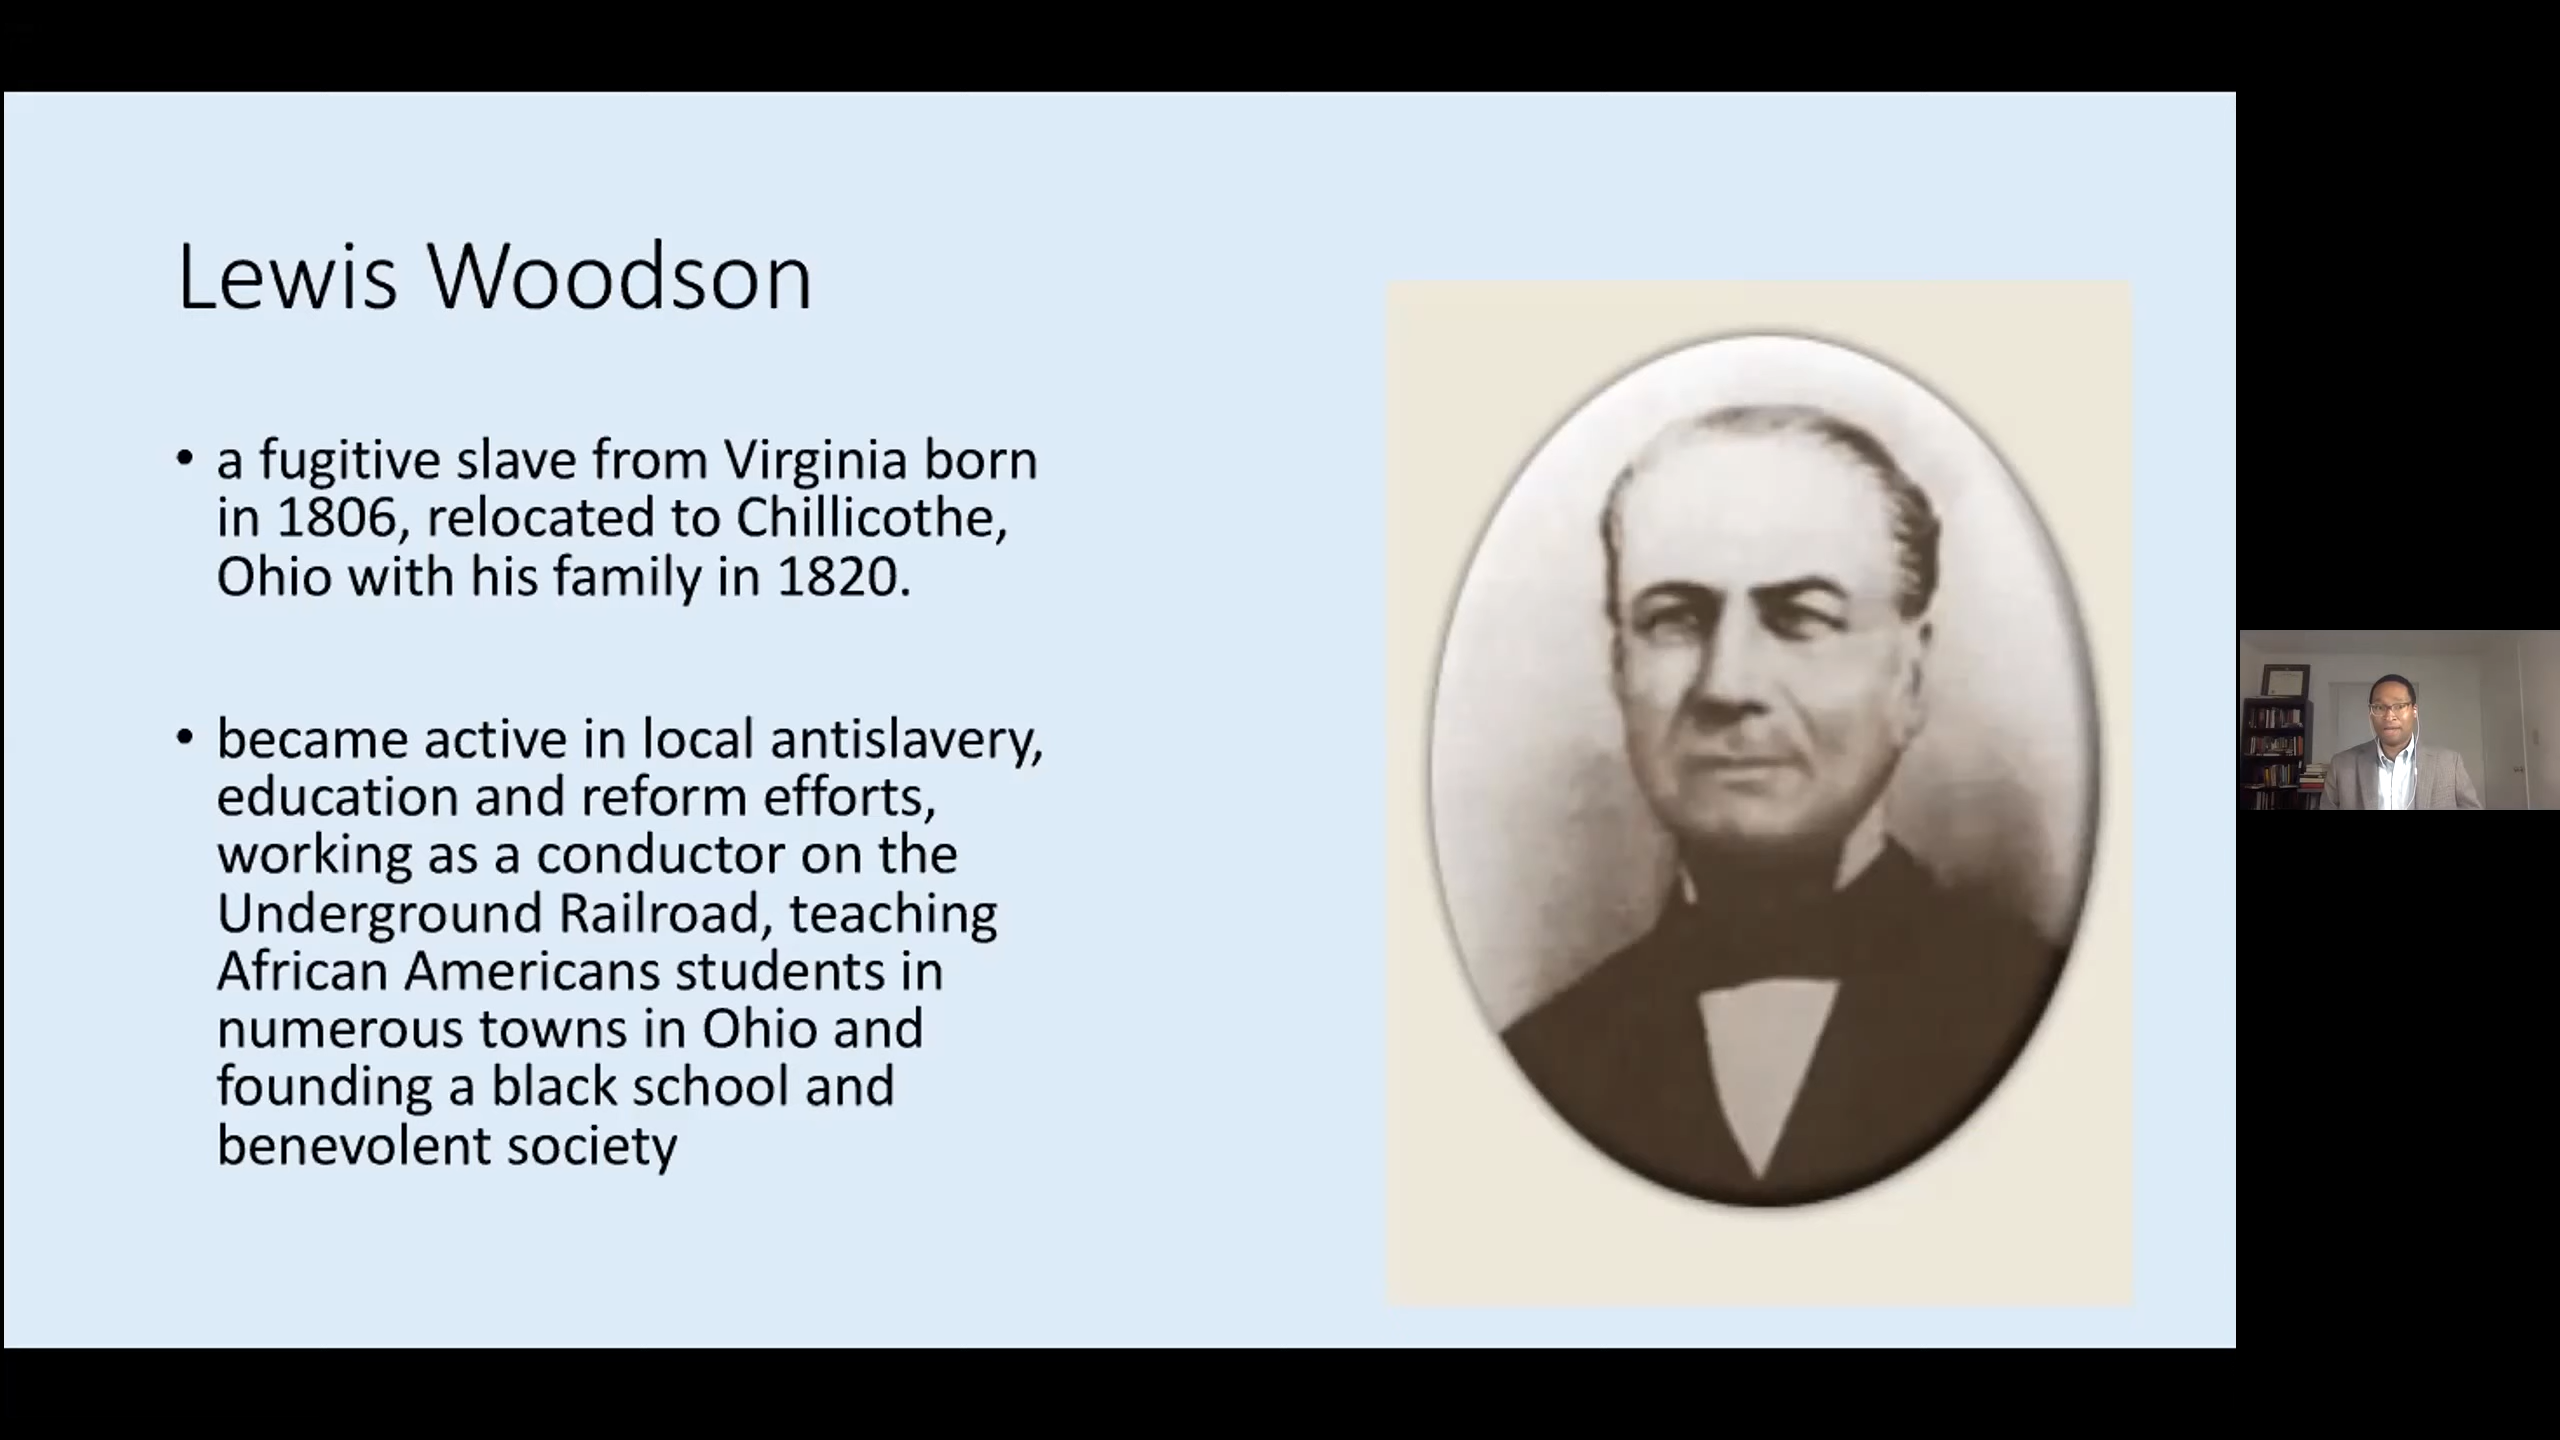 Lewis Woodson
• a fugitive slave from Virginia born
in 1806, relocated to Chillicothe,
Ohio with his family in 1820.
• became active in local antislavery,
education and reform efforts,
working as a conductor on the
Underground Railroad, teaching
African Americans students in
numerous towns in Ohio and
founding a black school and
benevolent society